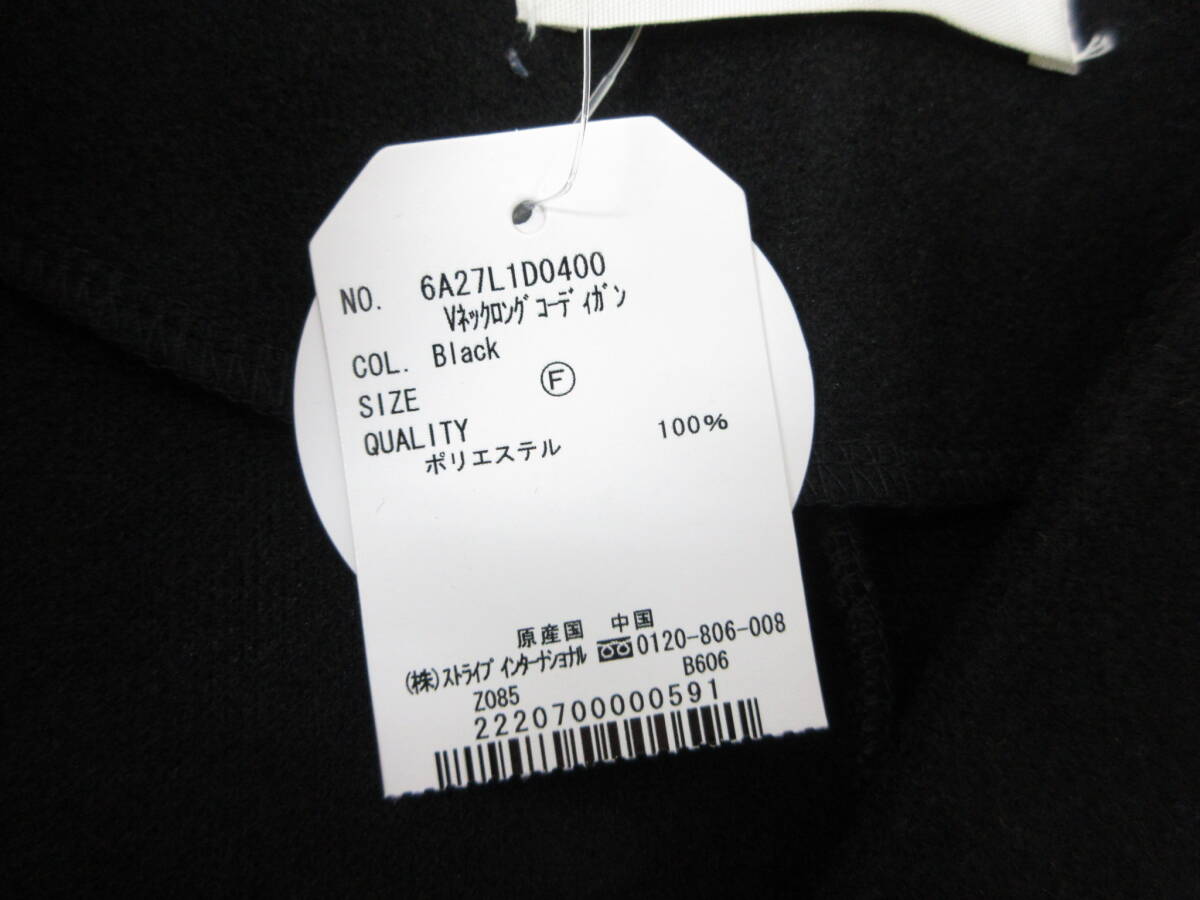 NO. 6A27L1D0400
Vﾈｯｸﾛﾝｸﾞｺｰﾃﾞｨｶﾞﾝ
COL. Black
SIZE Ⓕ
QUALITY
ポリエステル 100%
原産国 中国
(株)ｽﾄﾗｲﾌﾟｲﾝﾀｰﾅｼｮﾅﾙ 0120-806-008
Z085 B606
2220700000591